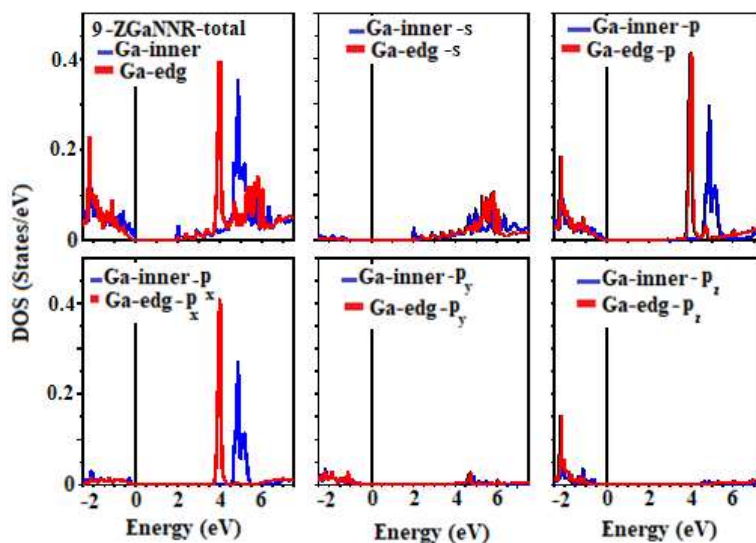 9-ZGaNNR-total
Ga-inner
Ga-edg
Ga-inner-s
Ga-edg -s
Ga-inner-p
Ga-edg-p
0.4
0.2
0
DOS (States/eV)
Ga-inner-p x
Ga-edg-p x
Ga-inner-p y
Ga-edg-p y
Ga-inner-p z
Ga-edg-p z
0.4
0.2
0
-2 0 2 4 6
-2 0 2 4 6
-2 0 2 4 6
Energy (eV)
Energy (eV)
Energy (eV)